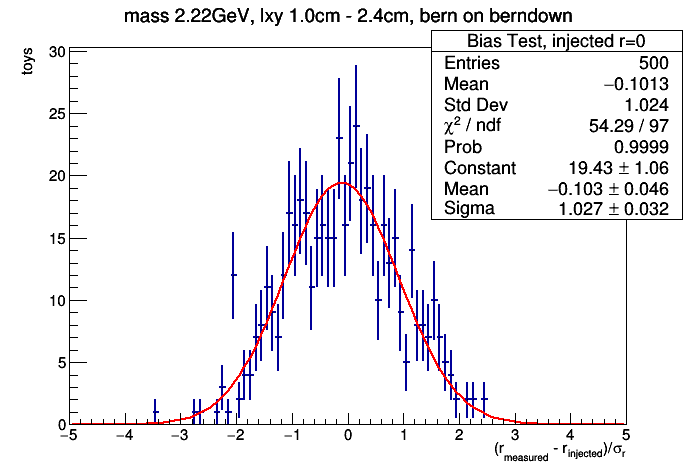 mass 2.22GeV, lxy 1.0cm - 2.4cm, bern on berndown
Bias Test, injected r=0
Entries 500
Mean −0.1013
Std Dev 1.024
χ² / ndf 54.29 / 97
Prob 0.9999
Constant 19.43 ± 1.06
Mean −0.103 ± 0.046
Sigma 1.027 ± 0.032
toys
30
25
20
15
10
5
0
−5 −4 −3 −2 −1 0 1 2 3 4 5
(r_measured - r_injected)/σ_r